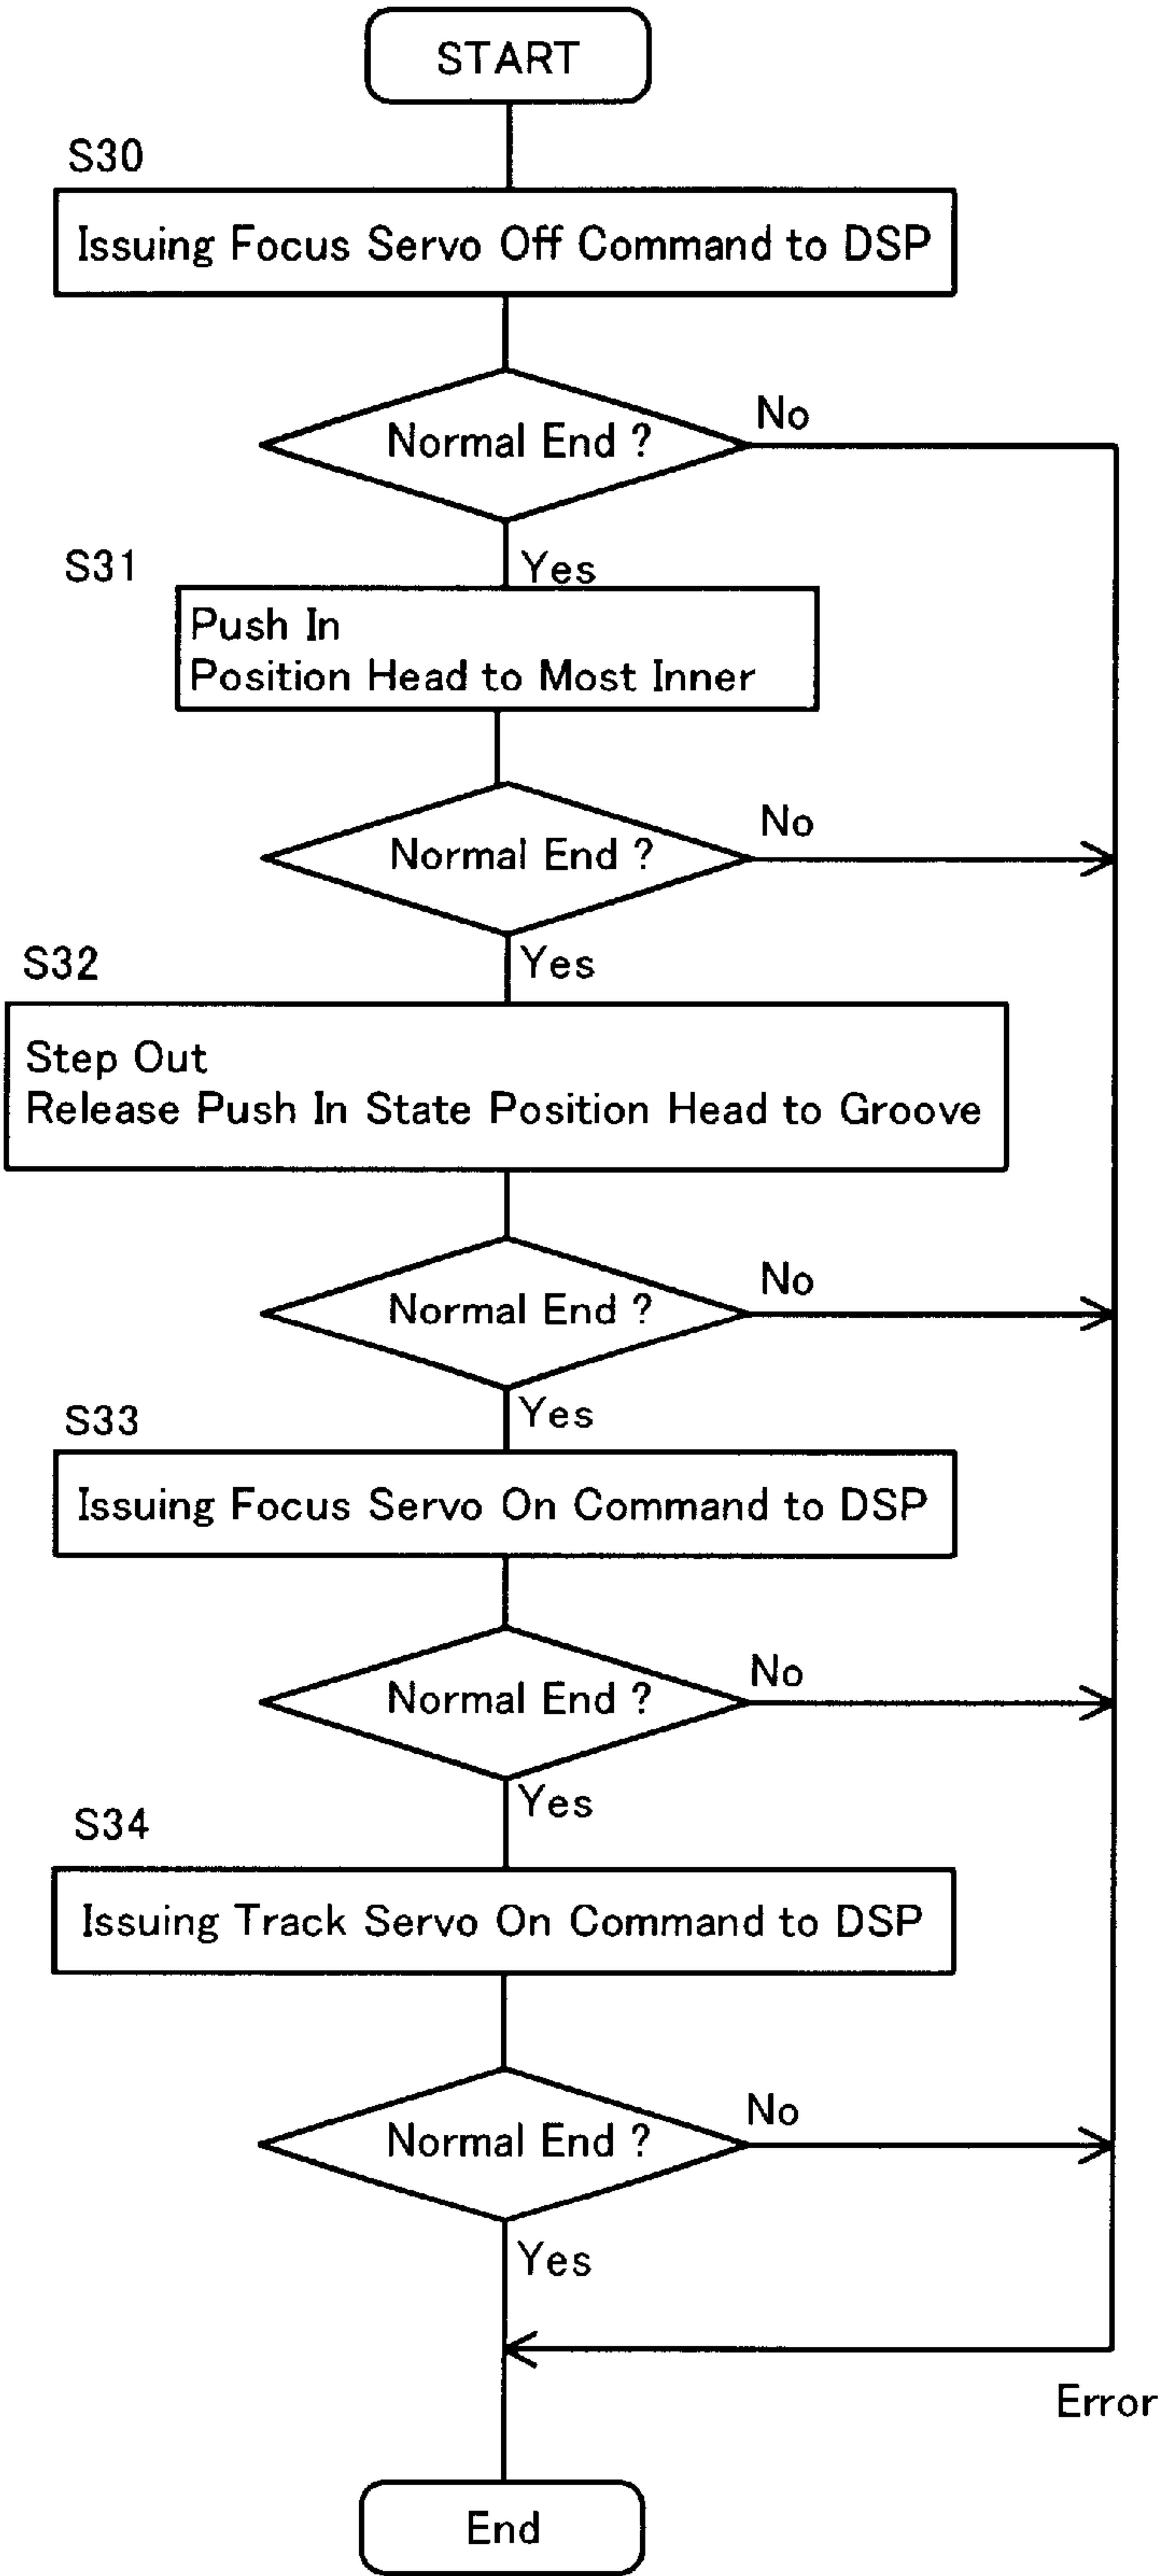 START
S30
Issuing Focus Servo Off Command to DSP
Normal End ?
No
Yes
S31
Push In
Position Head to Most Inner
Normal End ?
No
Yes
S32
Step Out
Release Push In State Position Head to Groove
Normal End ?
No
Yes
S33
Issuing Focus Servo On Command to DSP
Normal End ?
No
Yes
S34
Issuing Track Servo On Command to DSP
Normal End ?
No
Yes
Error
End